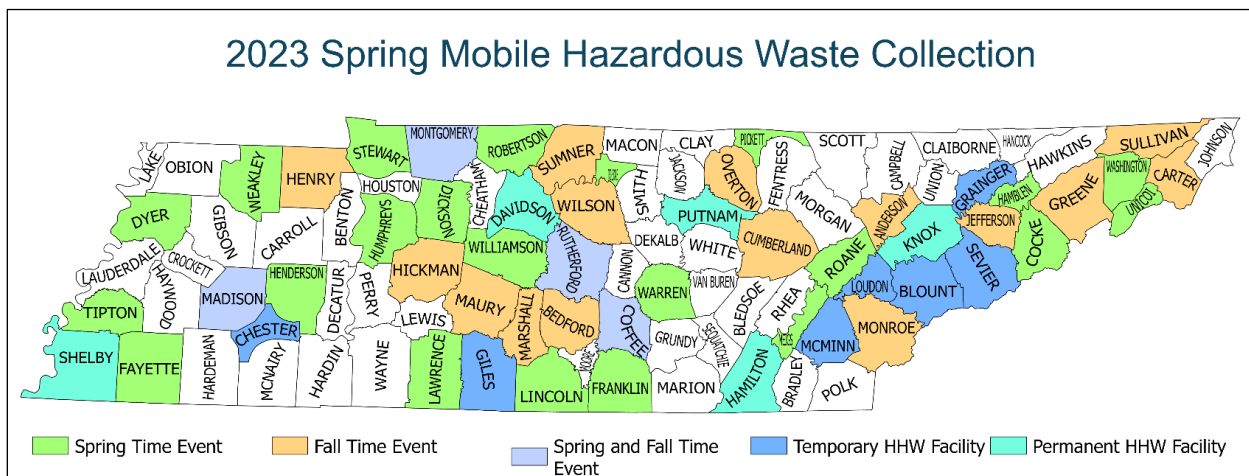 2023 Spring Mobile Hazardous Waste Collection
LAKE
OBION
WEAKLEY
HENRY
STEWART
MONTGOMERY
ROBERTSON
SUMNER
MACON
CLAY
PICKETT
SCOTT
CAMPBELL
CLAIBORNE
HANCOCK
HAWKINS
SULLIVAN
JOHNSON
DYER
GIBSON
CARROLL
BENTON
HOUSTON
HUMPHREYS
DICKSON
CHEATHAM
DAVIDSON
WILSON
SMITH
JACKSON
OVERTON
FENTRESS
MORGAN
ANDERSON
UNION
GRAINGER
HAMBLEN
GREENE
WASHINGTON
UNICOI
CARTER
LAUDERDALE
CROCKETT
HAYWOOD
MADISON
HENDERSON
DECATUR
PERRY
HICKMAN
WILLIAMSON
RUTHERFORD
CANNON
DEKALB
PUTNAM
WHITE
CUMBERLAND
ROANE
KNOX
JEFFERSON
COCKE
SEVIER
TIPTON
CHESTER
LEWIS
MAURY
MARSHALL
BEDFORD
COFFEE
WARREN
VAN BUREN
BLEDSOE
RHEA
MEIGS
LOUDON
BLOUNT
MONROE
MCMINN
SHELBY
FAYETTE
HARDEMAN
MCNAIRY
HARDIN
WAYNE
LAWRENCE
GILES
LINCOLN
MOORE
FRANKLIN
GRUNDY
SEQUATCHIE
MARION
HAMILTON
BRADLEY
POLK
Spring Time Event
Fall Time Event
Spring and Fall Time
Event
Temporary HHW Facility
Permanent HHW Facility